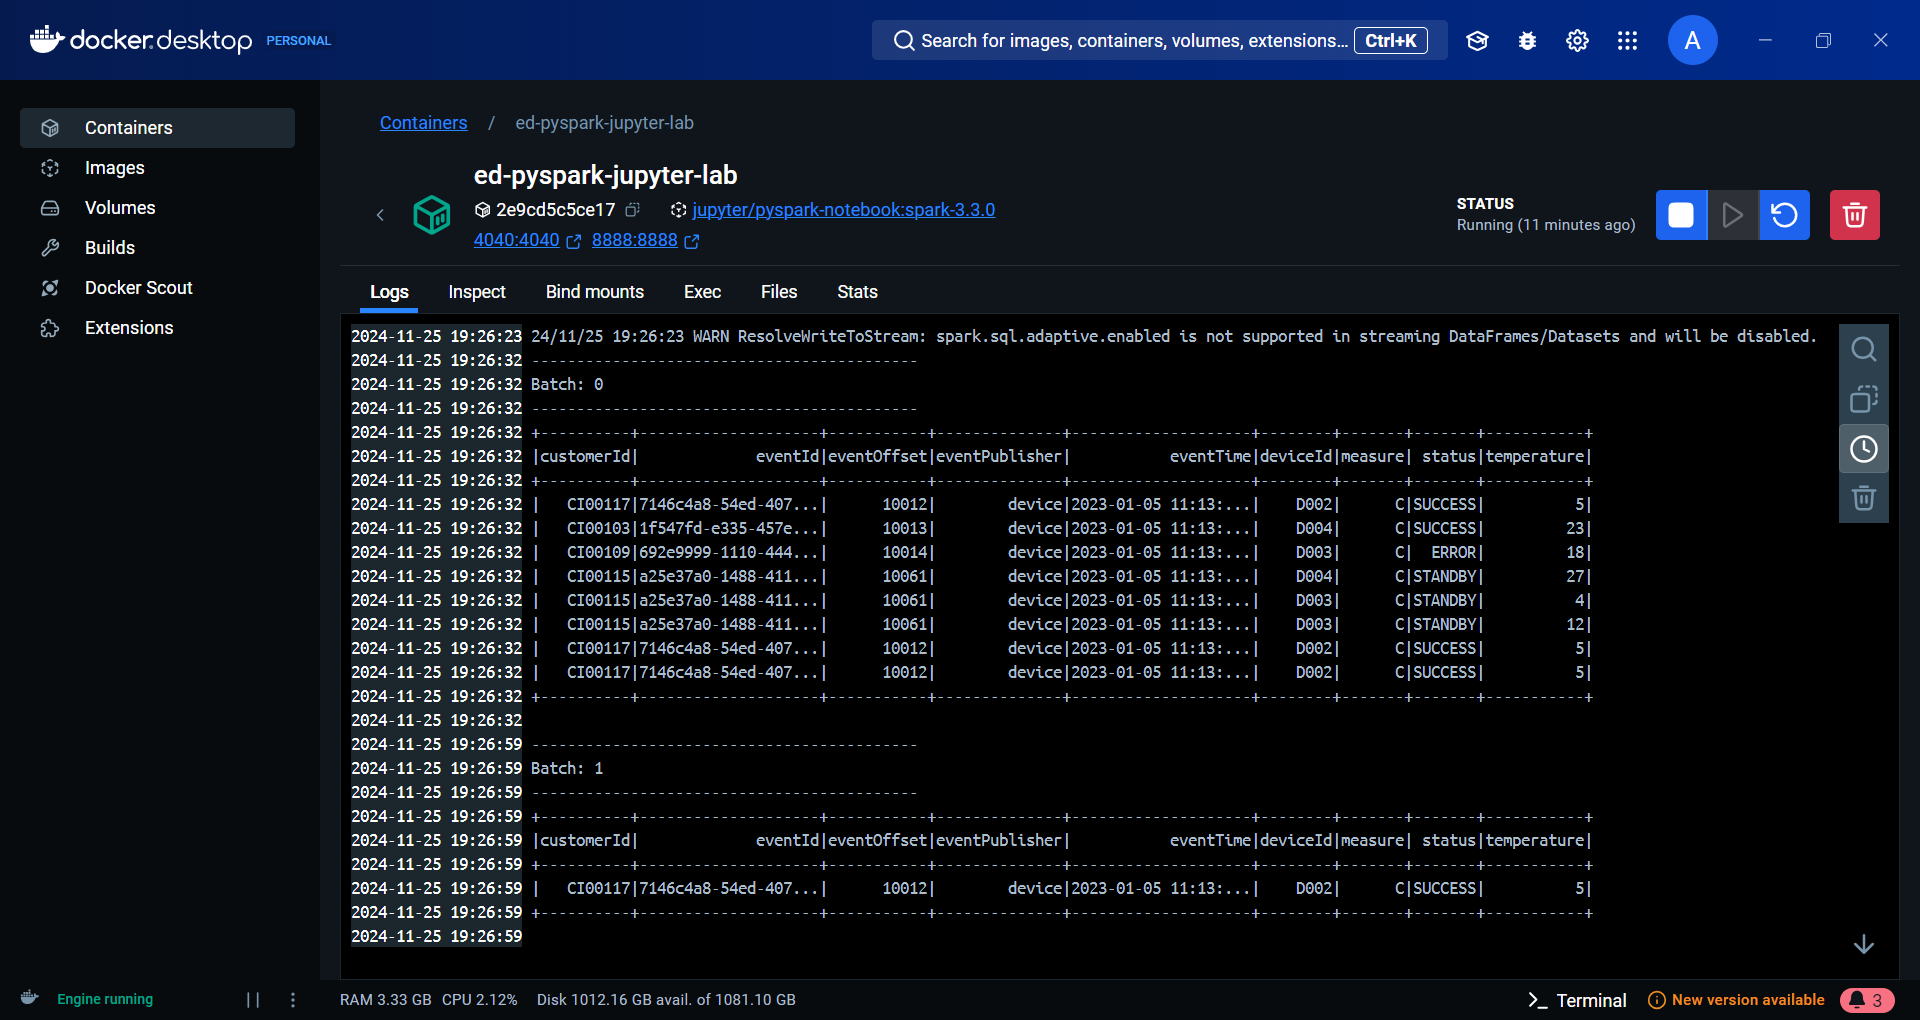 docker.desktop PERSONAL
Search for images, containers, volumes, extensions... Ctrl+K
A
Containers
Images
Volumes
Builds
Docker Scout
Extensions
Containers / ed-pyspark-jupyter-lab
ed-pyspark-jupyter-lab
2e9cd5c5ce17 jupyter/pyspark-notebook:spark-3.3.0
4040:4040 8888:8888
STATUS
Running (11 minutes ago)
Logs Inspect Bind mounts Exec Files Stats
2024-11-25 19:26:23 24/11/25 19:26:23 WARN ResolveWriteToStream: spark.sql.adaptive.enabled is not supported in streaming DataFrames/Datasets and will be disabled.
2024-11-25 19:26:32 -------------------------------------------
2024-11-25 19:26:32 Batch: 0
2024-11-25 19:26:32 -------------------------------------------
2024-11-25 19:26:32 +----------+--------------------+-----------+--------------+--------------------+--------+-------+-------+-----------+
2024-11-25 19:26:32 |customerId|             eventId|eventOffset|eventPublisher|           eventTime|deviceId|measure| status|temperature|
2024-11-25 19:26:32 +----------+--------------------+-----------+--------------+--------------------+--------+-------+-------+-----------+
2024-11-25 19:26:32 |   CI00117|7146c4a8-54ed-407...|      10012|        device|2023-01-05 11:13:...|    D002|      C|SUCCESS|          5|
2024-11-25 19:26:32 |   CI00103|1f547fd-e335-457e...|      10013|        device|2023-01-05 11:13:...|    D004|      C|SUCCESS|         23|
2024-11-25 19:26:32 |   CI00109|692e9999-1110-444...|      10014|        device|2023-01-05 11:13:...|    D003|      C|  ERROR|         18|
2024-11-25 19:26:32 |   CI00115|a25e37a0-1488-411...|      10061|        device|2023-01-05 11:13:...|    D004|      C|STANDBY|         27|
2024-11-25 19:26:32 |   CI00115|a25e37a0-1488-411...|      10061|        device|2023-01-05 11:13:...|    D003|      C|STANDBY|          4|
2024-11-25 19:26:32 |   CI00115|a25e37a0-1488-411...|      10061|        device|2023-01-05 11:13:...|    D003|      C|STANDBY|         12|
2024-11-25 19:26:32 |   CI00117|7146c4a8-54ed-407...|      10012|        device|2023-01-05 11:13:...|    D002|      C|SUCCESS|          5|
2024-11-25 19:26:32 |   CI00117|7146c4a8-54ed-407...|      10012|        device|2023-01-05 11:13:...|    D002|      C|SUCCESS|          5|
2024-11-25 19:26:32 +----------+--------------------+-----------+--------------+--------------------+--------+-------+-------+-----------+
2024-11-25 19:26:32
2024-11-25 19:26:59 -------------------------------------------
2024-11-25 19:26:59 Batch: 1
2024-11-25 19:26:59 -------------------------------------------
2024-11-25 19:26:59 +----------+--------------------+-----------+--------------+--------------------+--------+-------+-------+-----------+
2024-11-25 19:26:59 |customerId|             eventId|eventOffset|eventPublisher|           eventTime|deviceId|measure| status|temperature|
2024-11-25 19:26:59 +----------+--------------------+-----------+--------------+--------------------+--------+-------+-------+-----------+
2024-11-25 19:26:59 |   CI00117|7146c4a8-54ed-407...|      10012|        device|2023-01-05 11:13:...|    D002|      C|SUCCESS|          5|
2024-11-25 19:26:59 +----------+--------------------+-----------+--------------+--------------------+--------+-------+-------+-----------+
2024-11-25 19:26:59
Engine running
RAM 3.33 GB CPU 2.12% Disk 1012.16 GB avail. of 1081.10 GB
Terminal
New version available
3